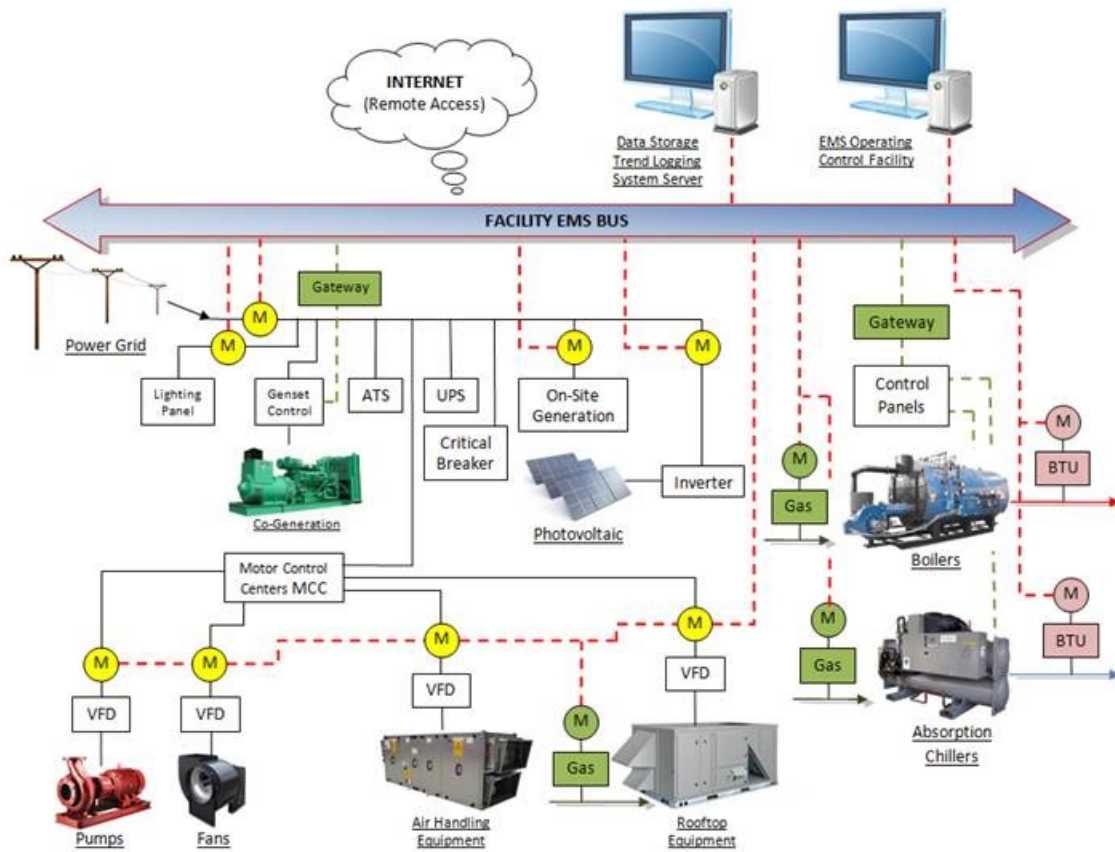 INTERNET
(Remote Access)
Data Storage
Trend Logging
System Server
EMS Operating
Control Facility
FACILITY EMS BUS
Power Grid
M
M
Gateway
M
M
Gateway
Lighting
Panel
Genset
Control
ATS
UPS
On-Site
Generation
Critical
Breaker
Inverter
Control
Panels
Co-Generation
Photovoltaic
M
Gas
Boilers
M
BTU
Motor Control
Centers MCC
M
M
M
M
VFD
VFD
VFD
VFD
M
Gas
M
Gas
M
BTU
Absorption
Chillers
Pumps
Fans
Air Handling
Equipment
Rooftop
Equipment